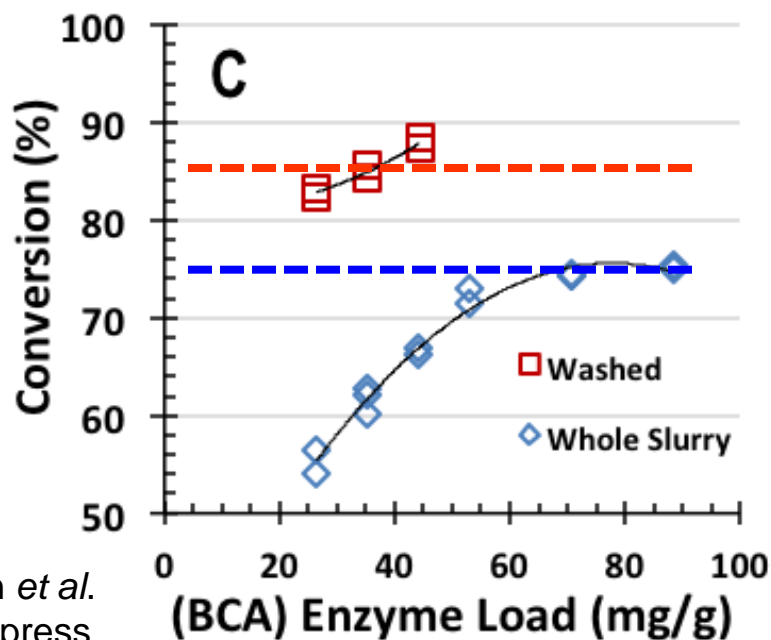 100
C
90
80
70
60
50
Conversion (%)
Washed
Whole Slurry
0 20 40 60 80 100
(BCA) Enzyme Load (mg/g)
et al.
press